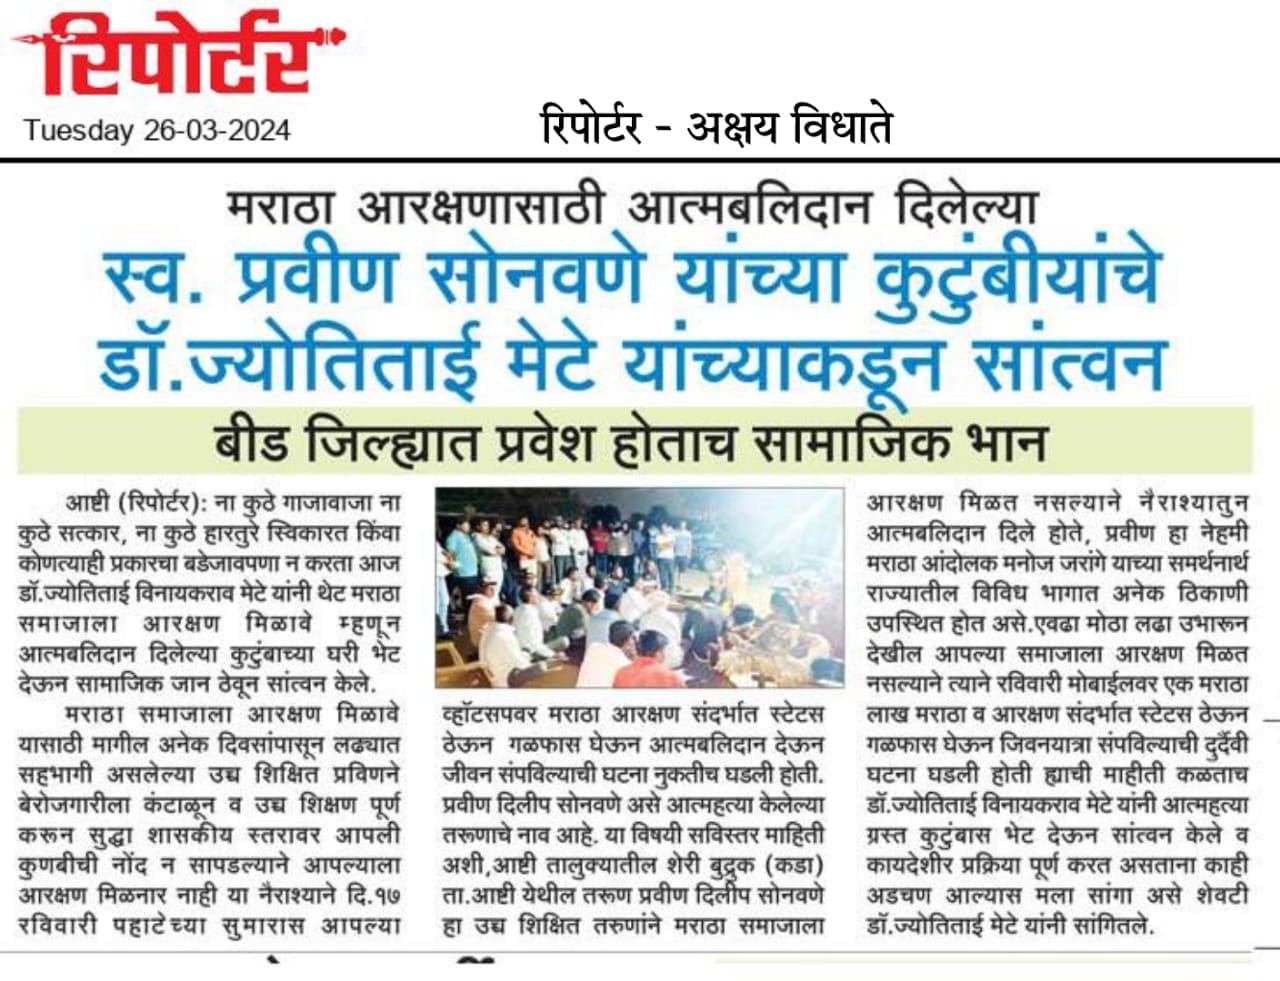 रिपोर्टर
Tuesday 26-03-2024
रिपोर्टर - अक्षय विधाते
मराठा आरक्षणासाठी आत्मबलिदान दिलेल्या
स्व. प्रवीण सोनवणे यांच्या कुटुंबीयांचे
डॉ.ज्योतिताई मेटे यांच्याकडून सांत्वन
बीड जिल्ह्यात प्रवेश होताच सामाजिक भान
आष्टी (रिपोर्टर): ना कुठे गाजावाजा ना
कुठे सत्कार, ना कुठे हारतुरे स्विकारत किंवा
कोणत्याही प्रकारचा बडेजावपणा न करता आज
डॉ.ज्योतिताई विनायकराव मेटे यांनी थेट मराठा
समाजाला आरक्षण मिळावे म्हणून
आत्मबलिदान दिलेल्या कुटुंबाच्या घरी भेट
देऊन सामाजिक जान ठेवून सांत्वन केले.
मराठा समाजाला आरक्षण मिळावे
यासाठी मागील अनेक दिवसांपासून लढ्यात
सहभागी असलेल्या उच्च शिक्षित प्रविणने
बेरोजगारीला कंटाळून व उच्च शिक्षण पूर्ण
करून सुद्धा शासकीय स्तरावर आपली
कुणबीची नोंद न सापडल्याने आपल्याला
आरक्षण मिळनार नाही या नैराश्याने दि.१७
रविवारी पहाटेच्या सुमारास आपल्या
व्हॉटसपवर मराठा आरक्षण संदर्भात स्टेटस
ठेऊन गळफास घेऊन आत्मबलिदान देऊन
जीवन संपविल्याची घटना नुकतीच घडली होती.
प्रवीण दिलीप सोनवणे असे आत्महत्या केलेल्या
तरूणाचे नाव आहे. या विषयी सविस्तर माहिती
अशी,आष्टी तालुक्यातील शेरी बुद्रुक (कडा)
ता.आष्टी येथील तरूण प्रवीण दिलीप सोनवणे
हा उच्च शिक्षित तरुणांने मराठा समाजाला
आरक्षण मिळत नसल्याने नैराश्यातुन
आत्मबलिदान दिले होते, प्रवीण हा नेहमी
मराठा आंदोलक मनोज जरांगे याच्या समर्थनार्थ
राज्यातील विविध भागात अनेक ठिकाणी
उपस्थित होत असे.एवढा मोठा लढा उभारून
देखील आपल्या समाजाला आरक्षण मिळत
नसल्याने त्याने रविवारी मोबाईलवर एक मराठा
लाख मराठा व आरक्षण संदर्भात स्टेटस ठेऊन
गळफास घेऊन जिवनयात्रा संपविल्याची दुर्दैवी
घटना घडली होती ह्याची माहीती कळताच
डॉ.ज्योतिताई विनायकराव मेटे यांनी आत्महत्या
ग्रस्त कुटुंबास भेट देऊन सांत्वन केले व
कायदेशीर प्रक्रिया पूर्ण करत असताना काही
अडचण आल्यास मला सांगा असे शेवटी
डॉ.ज्योतिताई मेटे यांनी सांगितले.